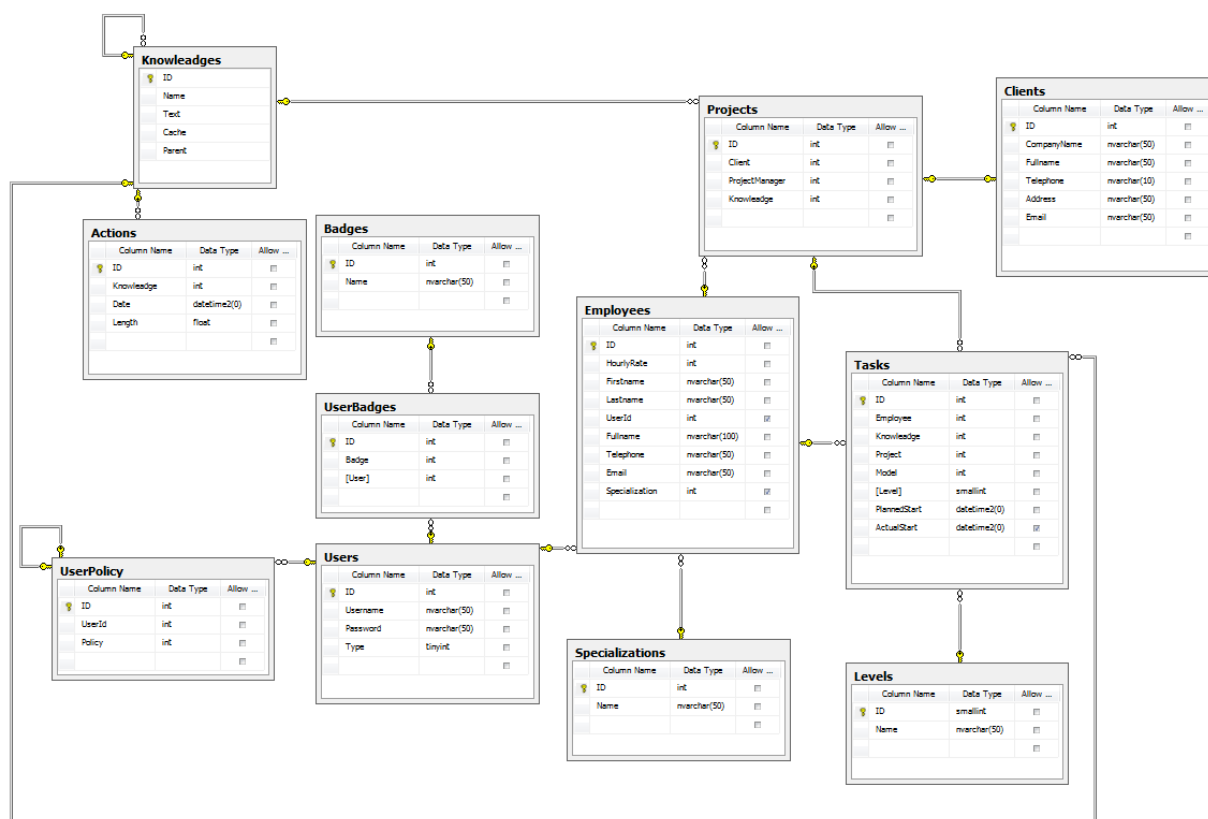 Knowleadges
ID
Name
Text
Cache
Parent
Projects
Column Name Data Type Allow ...
ID int
Client int
ProjectManager int
Knowleadge int
Clients
Column Name Data Type Allow ...
ID int
CompanyName nvarchar(50)
Fullname nvarchar(50)
Telephone nvarchar(10)
Address nvarchar(50)
Email nvarchar(50)
Actions
Column Name Data Type Allow ...
ID int
Knowleadge int
Date datetime2(0)
Length float
Badges
Column Name Data Type Allow ...
ID int
Name nvarchar(50)
Employees
Column Name Data Type Allow ...
ID int
HourlyRate int
Firstname nvarchar(50)
Lastname nvarchar(50)
UserId int
Fullname nvarchar(100)
Telephone nvarchar(50)
Email nvarchar(50)
Specialization int
Tasks
Column Name Data Type Allow ...
ID int
Employee int
Knowleadge int
Project int
Model int
[Level] smallint
PlannedStart datetime2(0)
ActualStart datetime2(0)
UserBadges
Column Name Data Type Allow ...
ID int
Badge int
[User] int
UserPolicy
Column Name Data Type Allow ...
ID int
UserId int
Policy int
Users
Column Name Data Type Allow ...
ID int
Username nvarchar(50)
Password nvarchar(50)
Type tinyint
Specializations
Column Name Data Type Allow ...
ID int
Name nvarchar(50)
Levels
Column Name Data Type Allow ...
ID smallint
Name nvarchar(50)